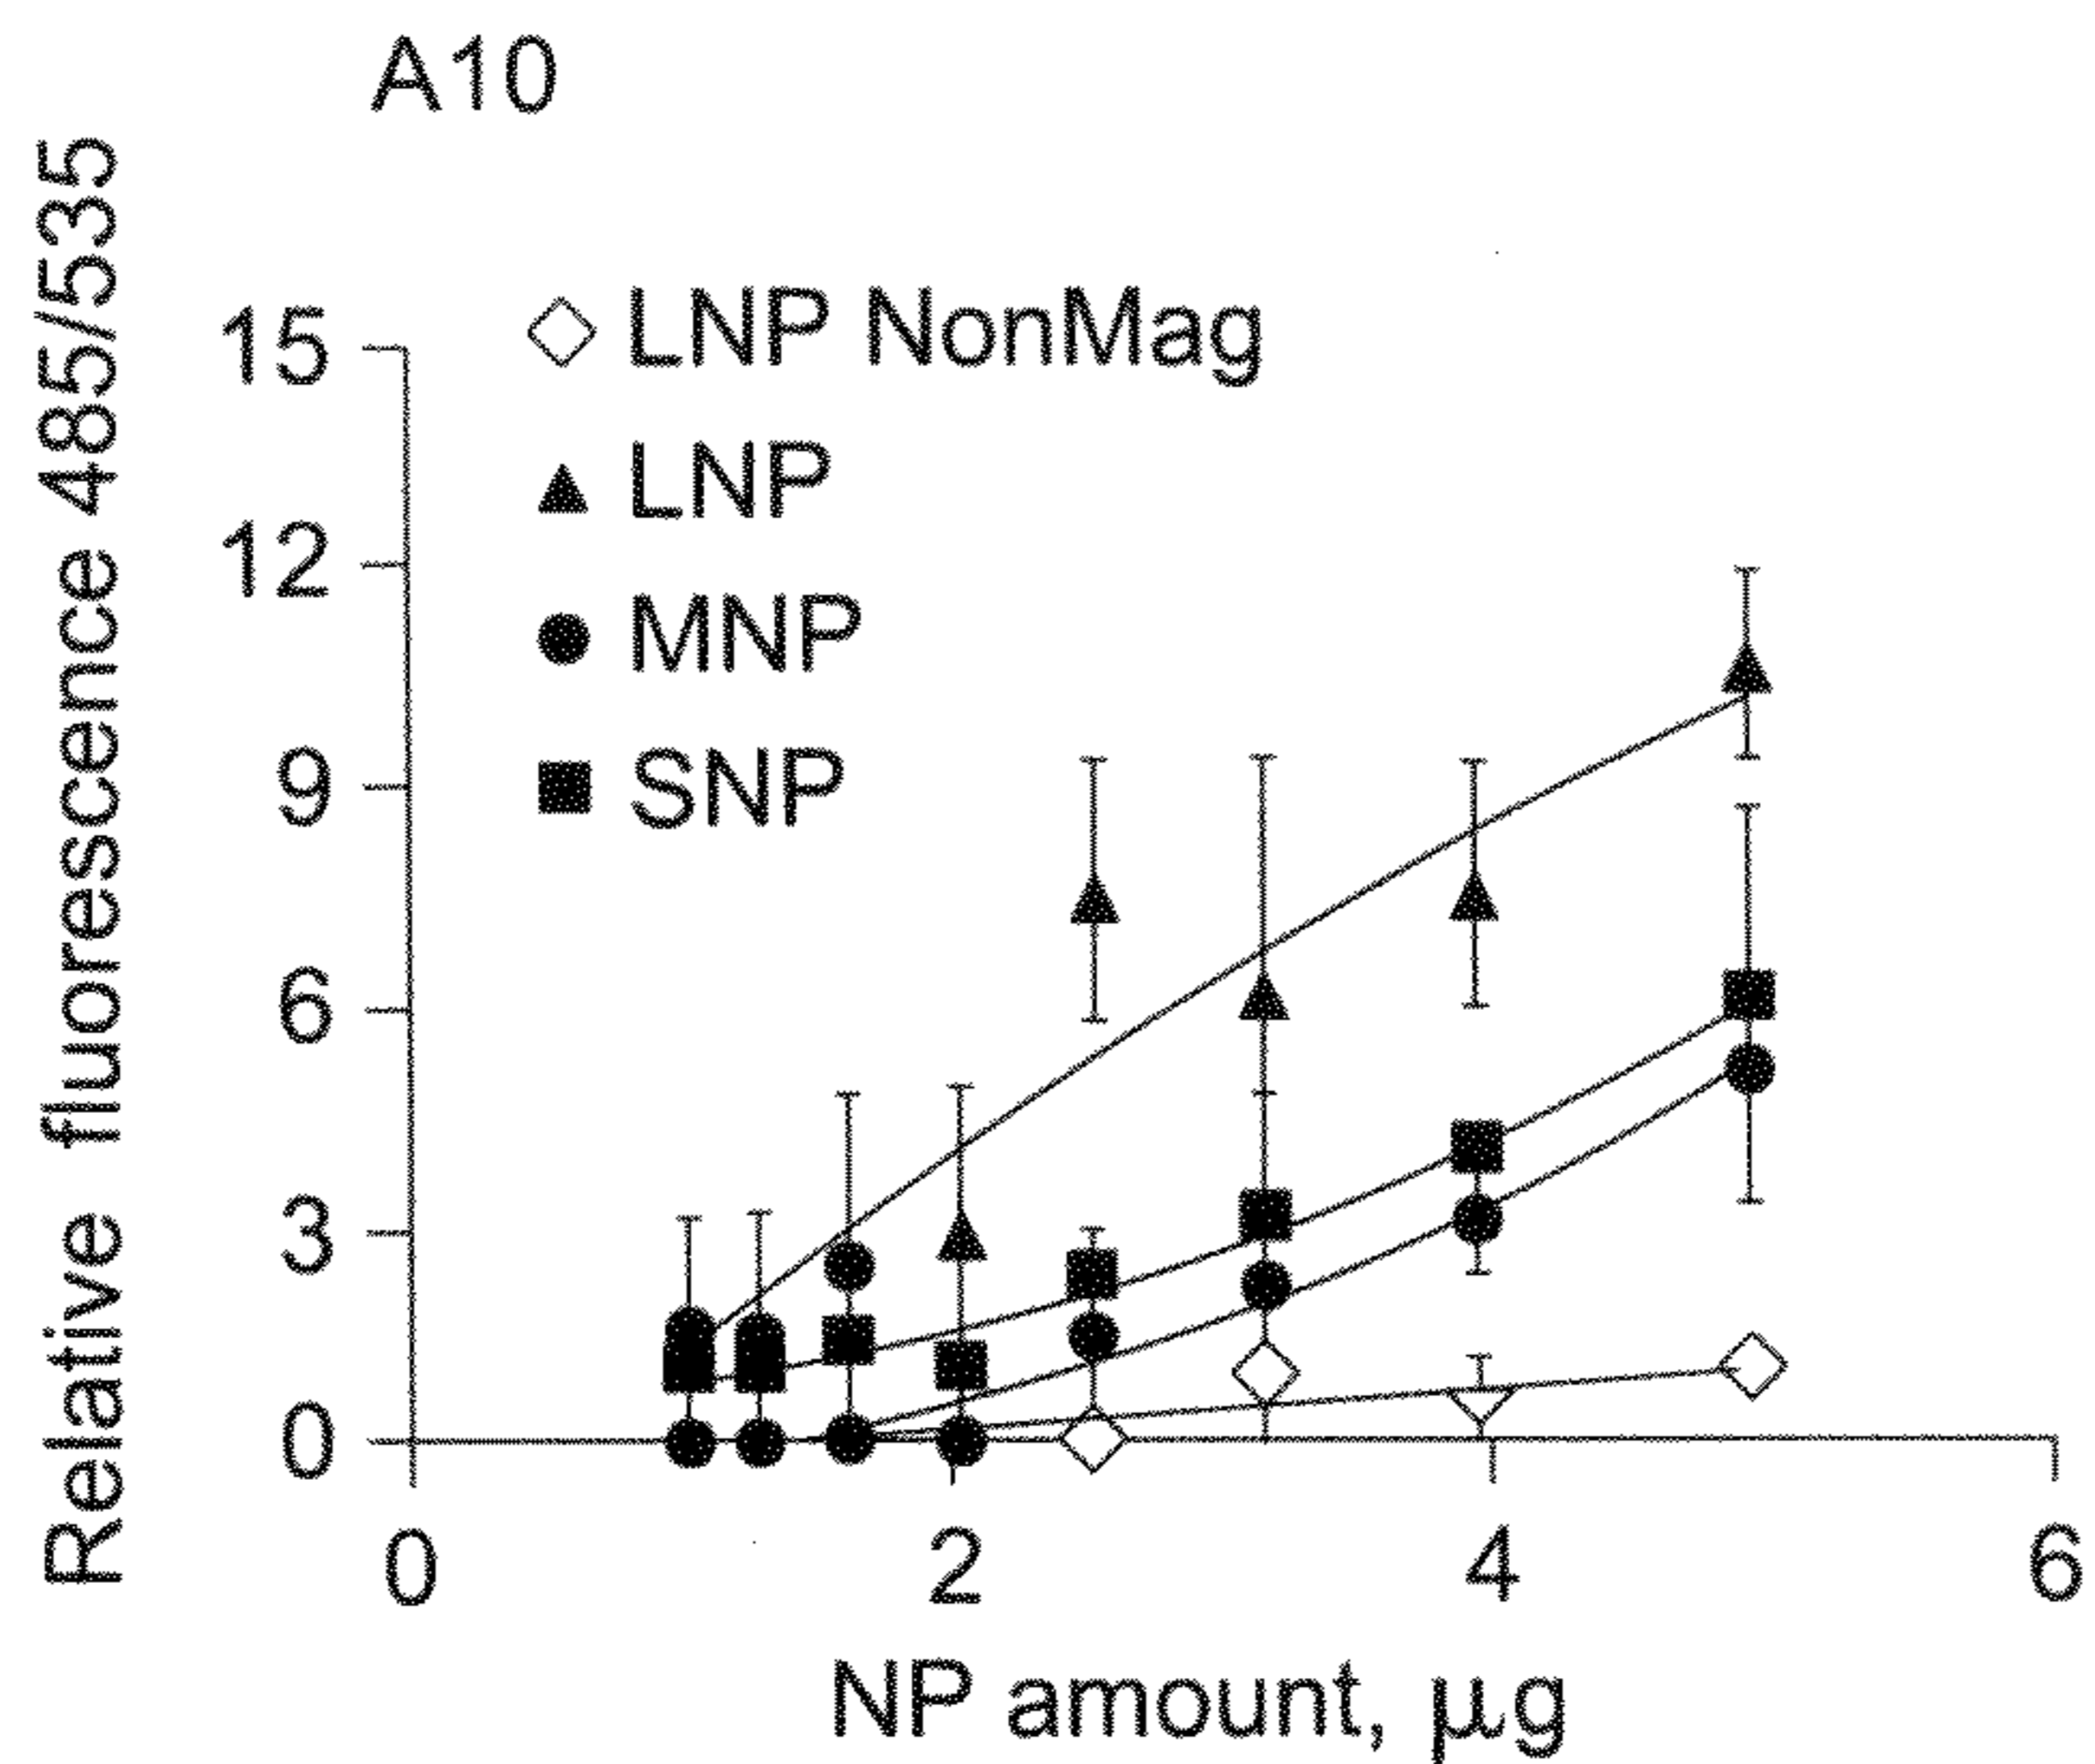 A10
Relative fluorescence 485/535
15
12
9
6
3
0
LNP NonMag
LNP
MNP
SNP
0 2 4 6
NP amount, μg